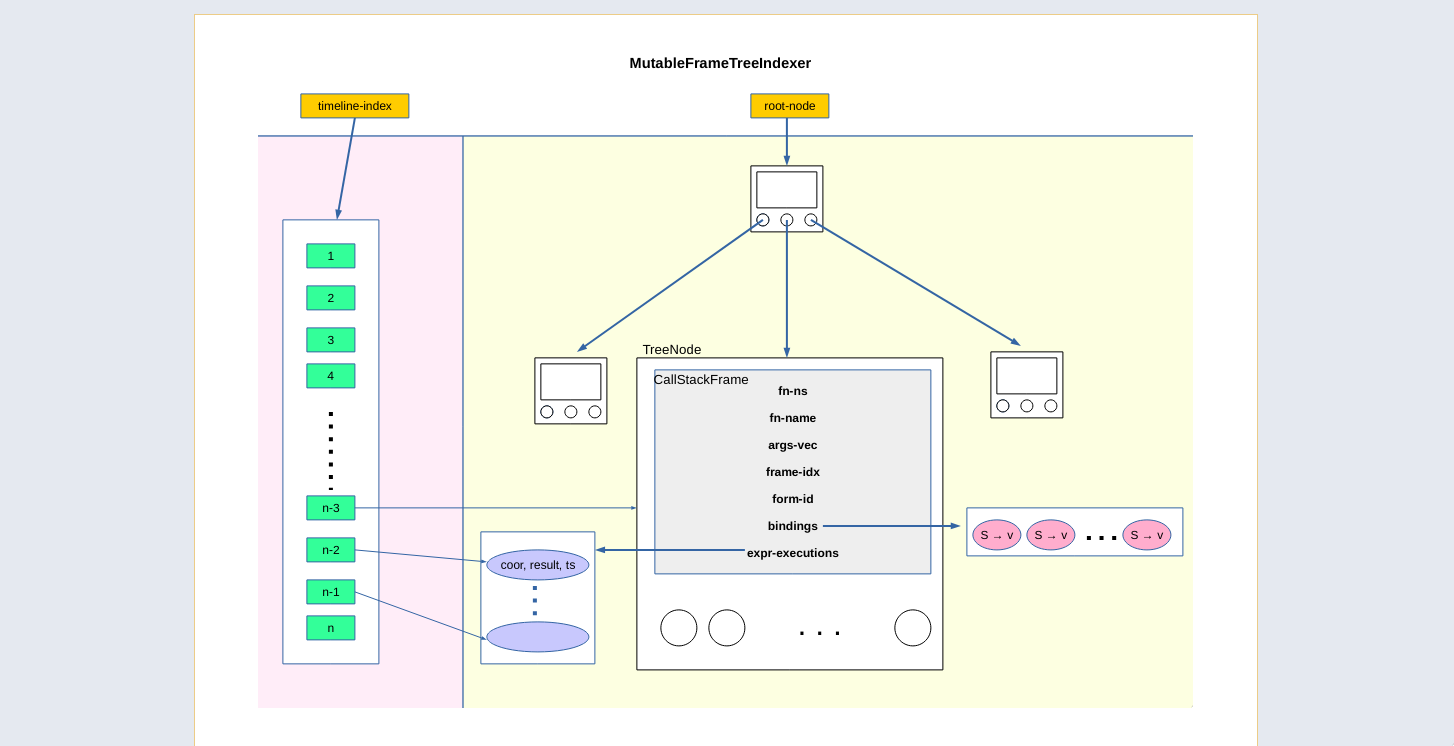 MutableFrameTreeIndexer
timeline-index
root-node
1
2
3
4
n-3
n-2
n-1
n
TreeNode
CallStackFrame
fn-ns
fn-name
args-vec
frame-idx
form-id
bindings
expr-executions
coor, result, ts
S → v
S → v
. . .
S → v
. . .